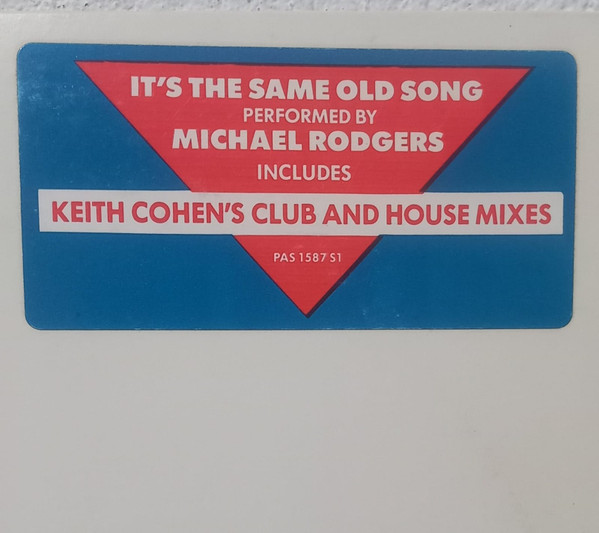 IT'S THE SAME OLD SONG
PERFORMED BY
MICHAEL RODGERS
INCLUDES
KEITH COHEN'S CLUB AND HOUSE MIXES
PAS 1587 S1